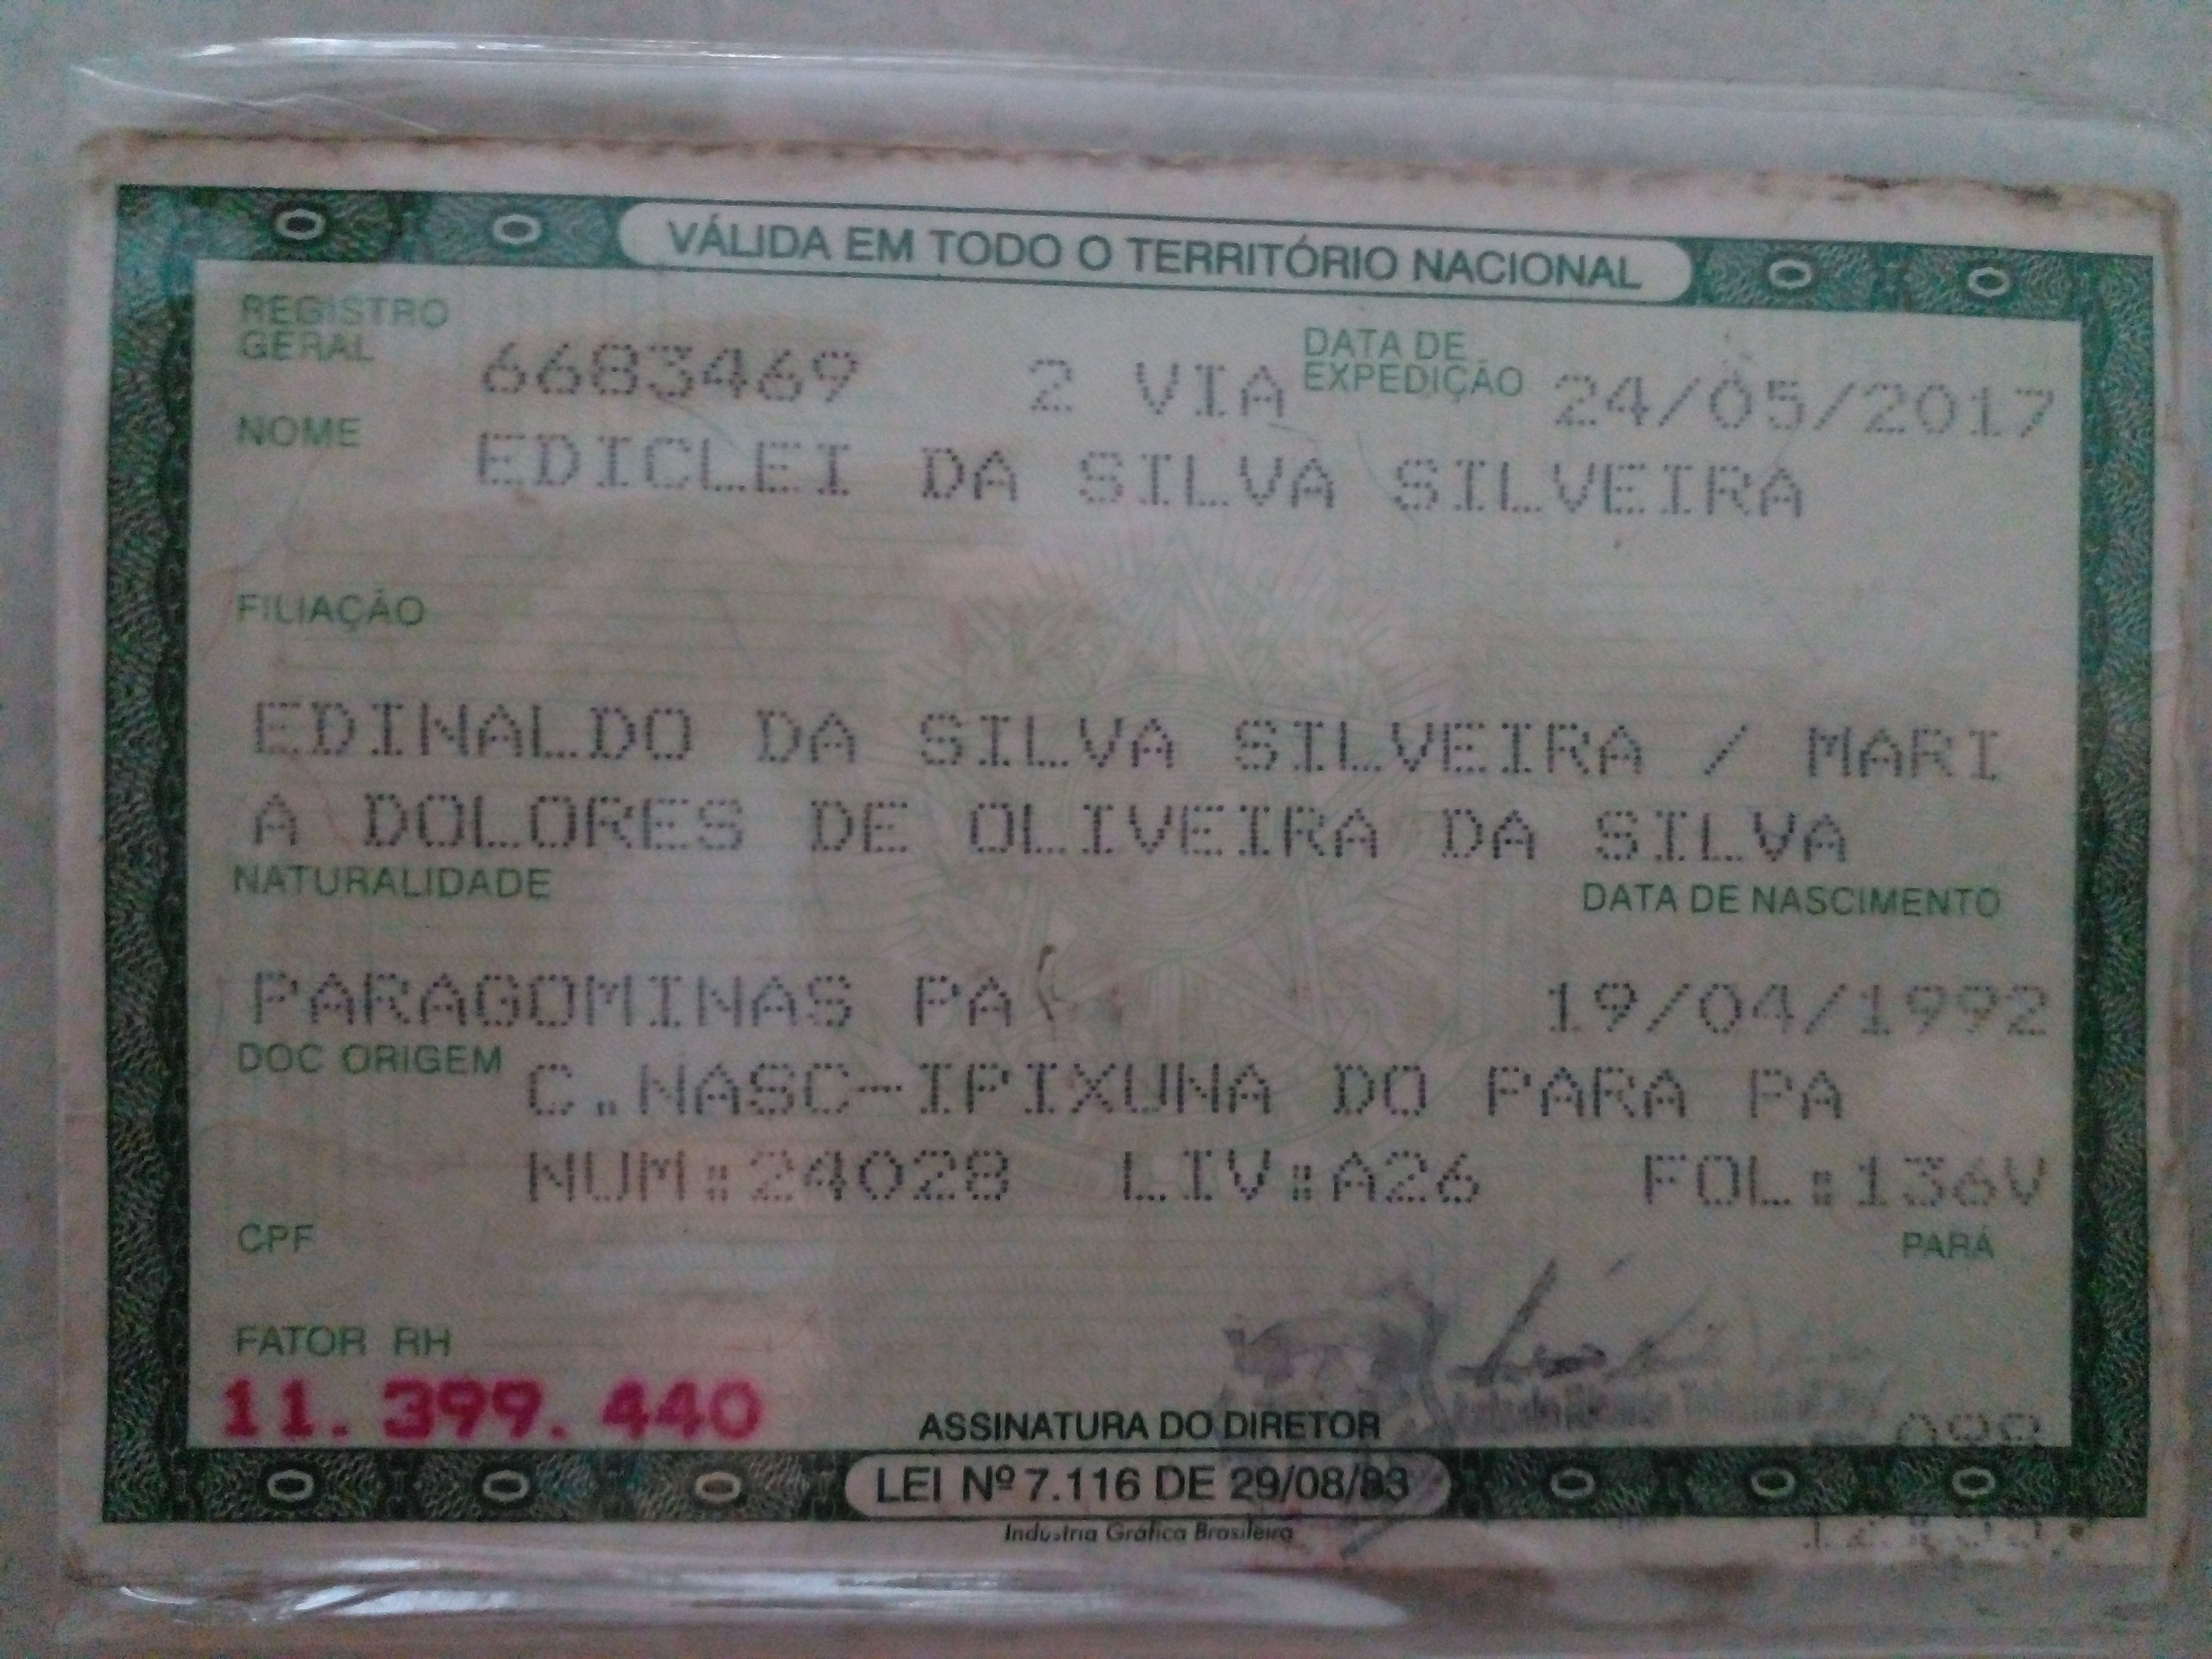 VÁLIDA EM TODO O TERRITÓRIO NACIONAL
REGISTRO GERAL 6683469 2 VIA DATA DE EXPEDIÇÃO 24/05/2017
NOME EDICLEI DA SILVA SILVEIRA
FILIAÇÃO
EDINALDO DA SILVA SILVEIRA / MARI
A DOLORES DE OLIVEIRA DA SILVA
NATURALIDADE DATA DE NASCIMENTO
PARAGOMINAS PA 19/04/1992
DOC ORIGEM C.NASC-IPIXUNA DO PARA PA
NUM:24028 LIV:A26 FOL:136V
CPF PARÁ
FATOR RH
11.399.440
ASSINATURA DO DIRETOR
LEI Nº 7.116 DE 29/08/83
Indústria Gráfica Brasileira